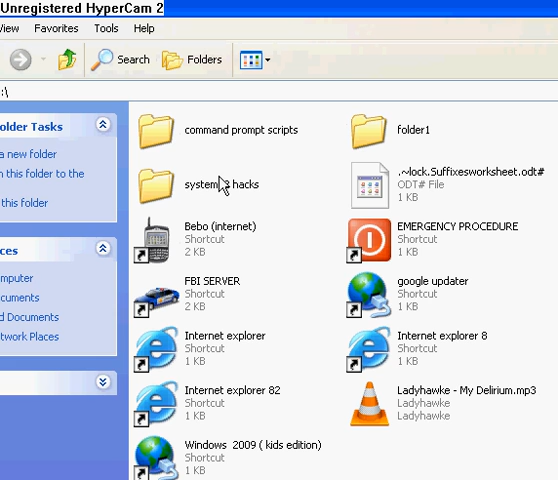 Unregistered HyperCam 2
View Favorites Tools Help
Search Folders
:\
older Tasks
a new folder
this folder to the
this folder
ces
mputer
cuments
d Documents
twork Places
command prompt scripts
folder1
hacks
.~lock.Suffixesworksheet.odt#
ODT# File
1 KB
Bebo (internet)
Shortcut
2 KB
EMERGENCY PROCEDURE
Shortcut
1 KB
FBI SERVER
Shortcut
2 KB
google updater
Shortcut
1 KB
Internet explorer
Shortcut
1 KB
Internet explorer 8
Shortcut
1 KB
Internet explorer 82
Shortcut
1 KB
Ladyhawke - My Delirium.mp3
Ladyhawke
Ladyhawke
Windows 2009 ( kids edition)
Shortcut
1 KB